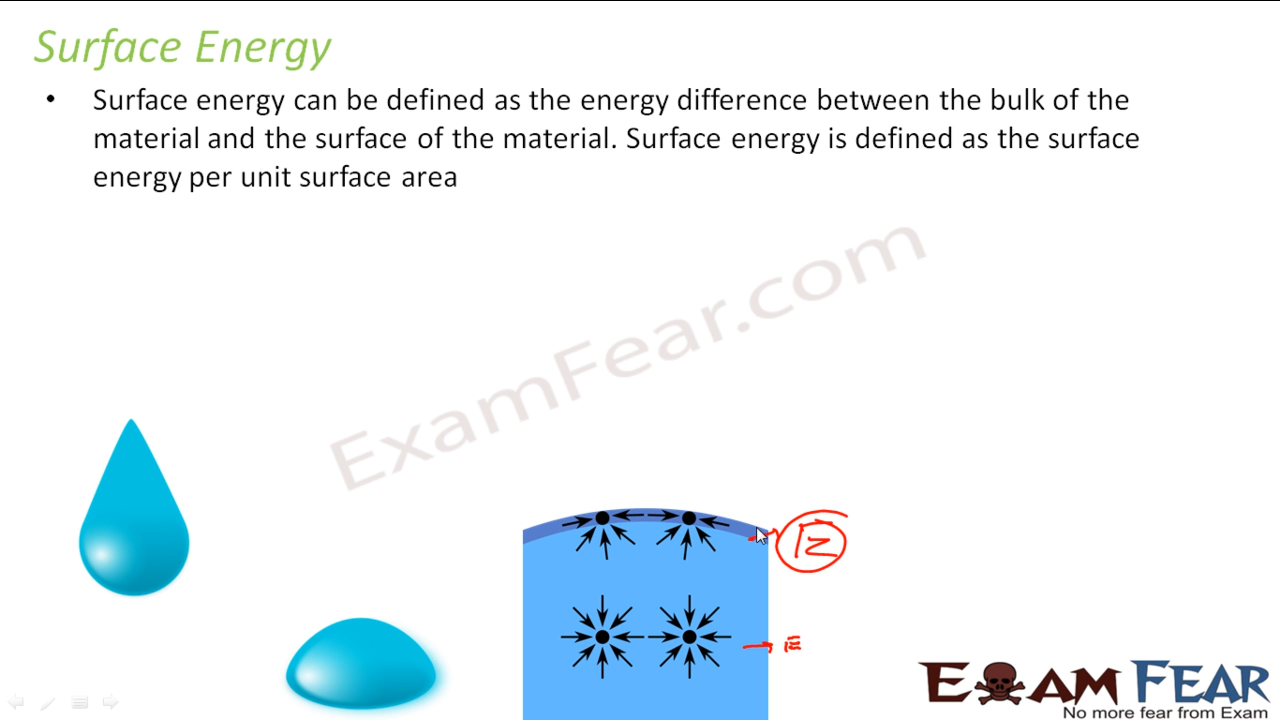 Surface Energy
• Surface energy can be defined as the energy difference between the bulk of the
material and the surface of the material. Surface energy is defined as the surface
energy per unit surface area
ExamFear.com
E
EXAM FEAR
No more fear from Exam